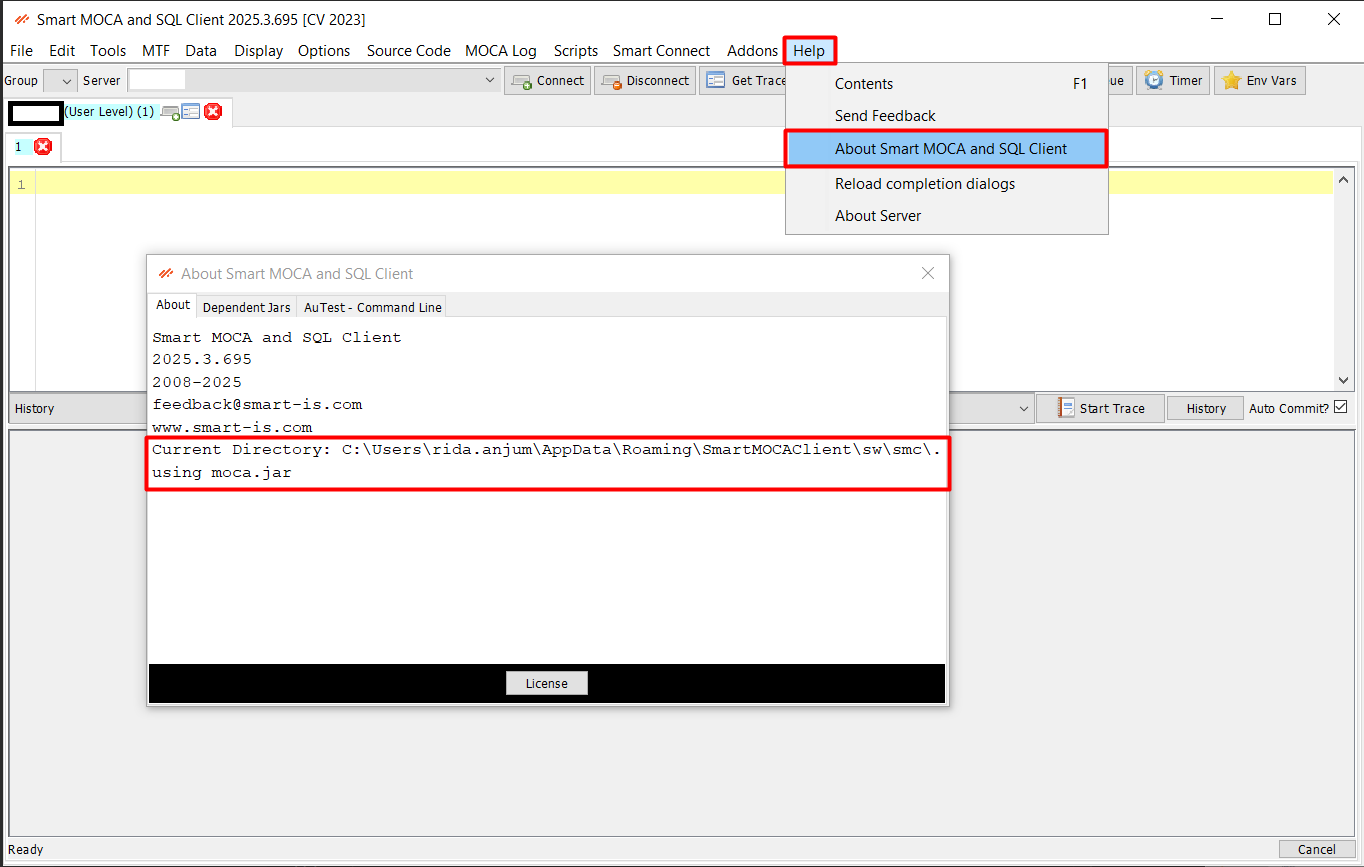 Smart MOCA and SQL Client 2025.3.695 [CV 2023]
File Edit Tools MTF Data Display Options Source Code MOCA Log Scripts Smart Connect Addons Help
Group Server Connect Disconnect Get Trace ue Timer Env Vars
Contents F1
Send Feedback
About Smart MOCA and SQL Client
Reload completion dialogs
About Server
(User Level) (1)
1
1
About Smart MOCA and SQL Client
About Dependent Jars AuTest - Command Line
Smart MOCA and SQL Client
2025.3.695
2008-2025
feedback@smart-is.com
www.smart-is.com
Current Directory: C:\Users\rida.anjum\AppData\Roaming\SmartMOCAClient\sw\smc\.
using moca.jar
License
History Start Trace History Auto Commit?
Ready Cancel